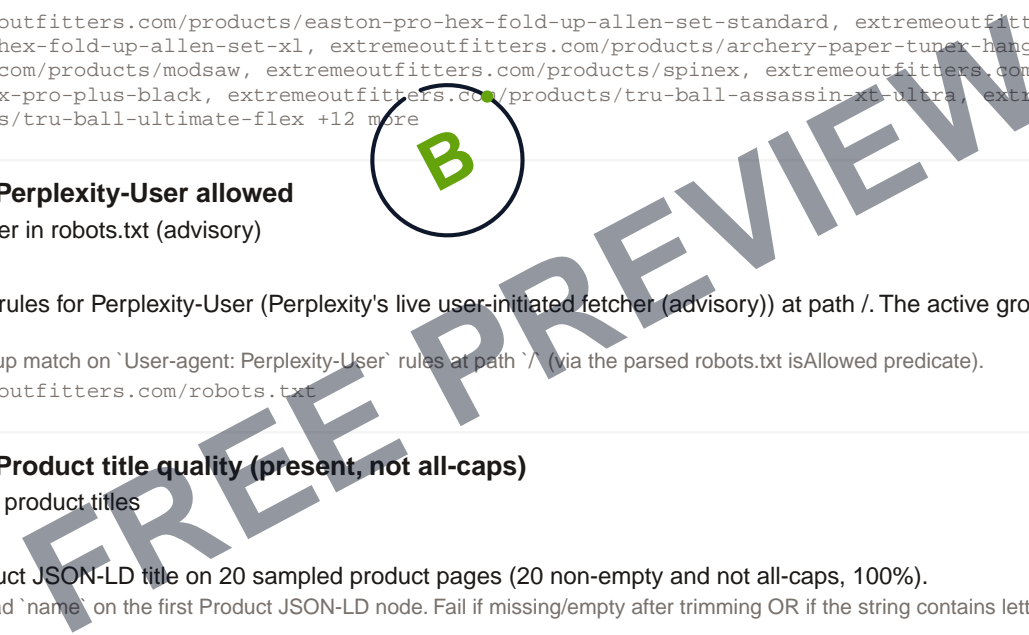 outfitters.com/products/easton-pro-hex-fold-up-allen-set-standard, extremeoutfitt
hex-fold-up-allen-set-xl, extremeoutfitters.com/products/archery-paper-tuner-hang
com/products/modsaw, extremeoutfitters.com/products/spinex, extremeoutfitters.com
x-pro-plus-black, extremeoutfitters.com/products/tru-ball-assassin-xt-ultra, extr
s/tru-ball-ultimate-flex +12 more
B
Perplexity-User allowed
er in robots.txt (advisory)
rules for Perplexity-User (Perplexity's live user-initiated fetcher (advisory)) at path /. The active gro
up match on `User-agent: Perplexity-User` rules at path `/` (via the parsed robots.txt isAllowed predicate).
outfitters.com/robots.txt
Product title quality (present, not all-caps)
product titles
uct JSON-LD title on 20 sampled product pages (20 non-empty and not all-caps, 100%).
ad `name` on the first Product JSON-LD node. Fail if missing/empty after trimming OR if the string contains lett
FREE PREVIEW